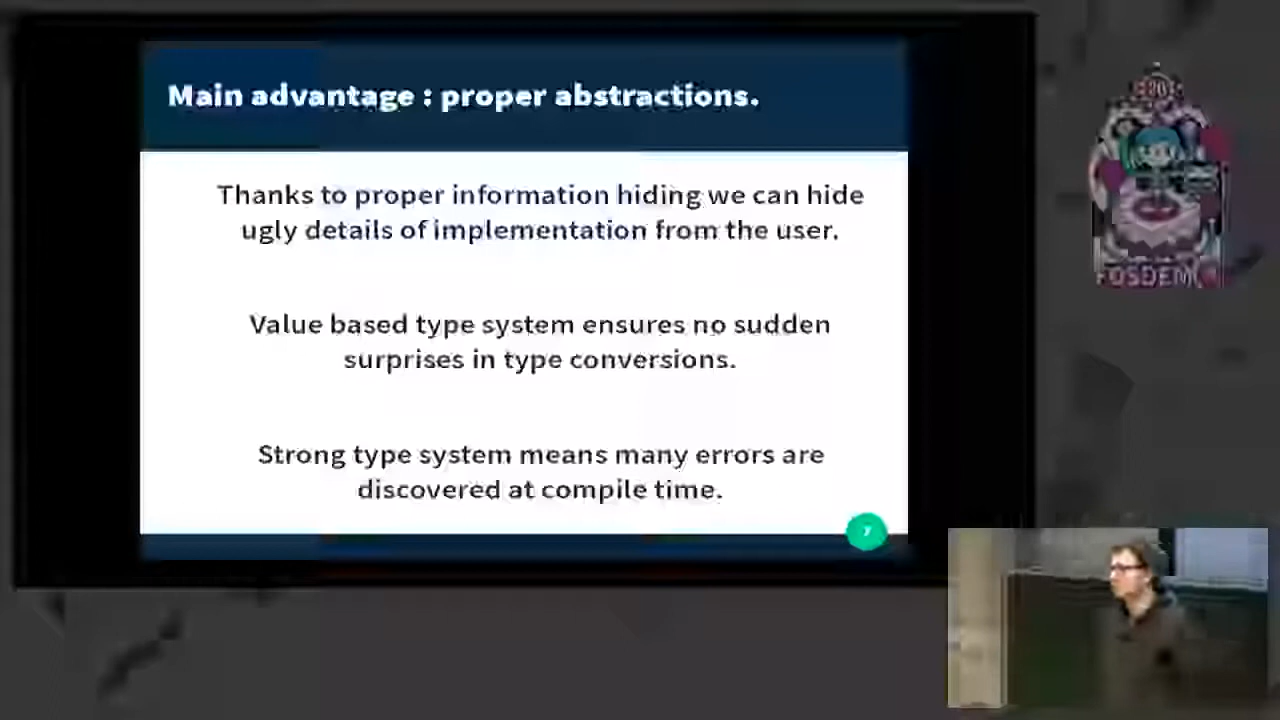 Main advantage : proper abstractions.
Thanks to proper information hiding we can hide
ugly details of implementation from the user.
Value based type system ensures no sudden
surprises in type conversions.
Strong type system means many errors are
discovered at compile time.
7
FOSDEM